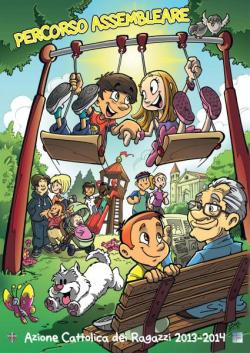 PERCORSO ASSEMBLEARE
Azione Cattolica dei Ragazzi 2013-2014